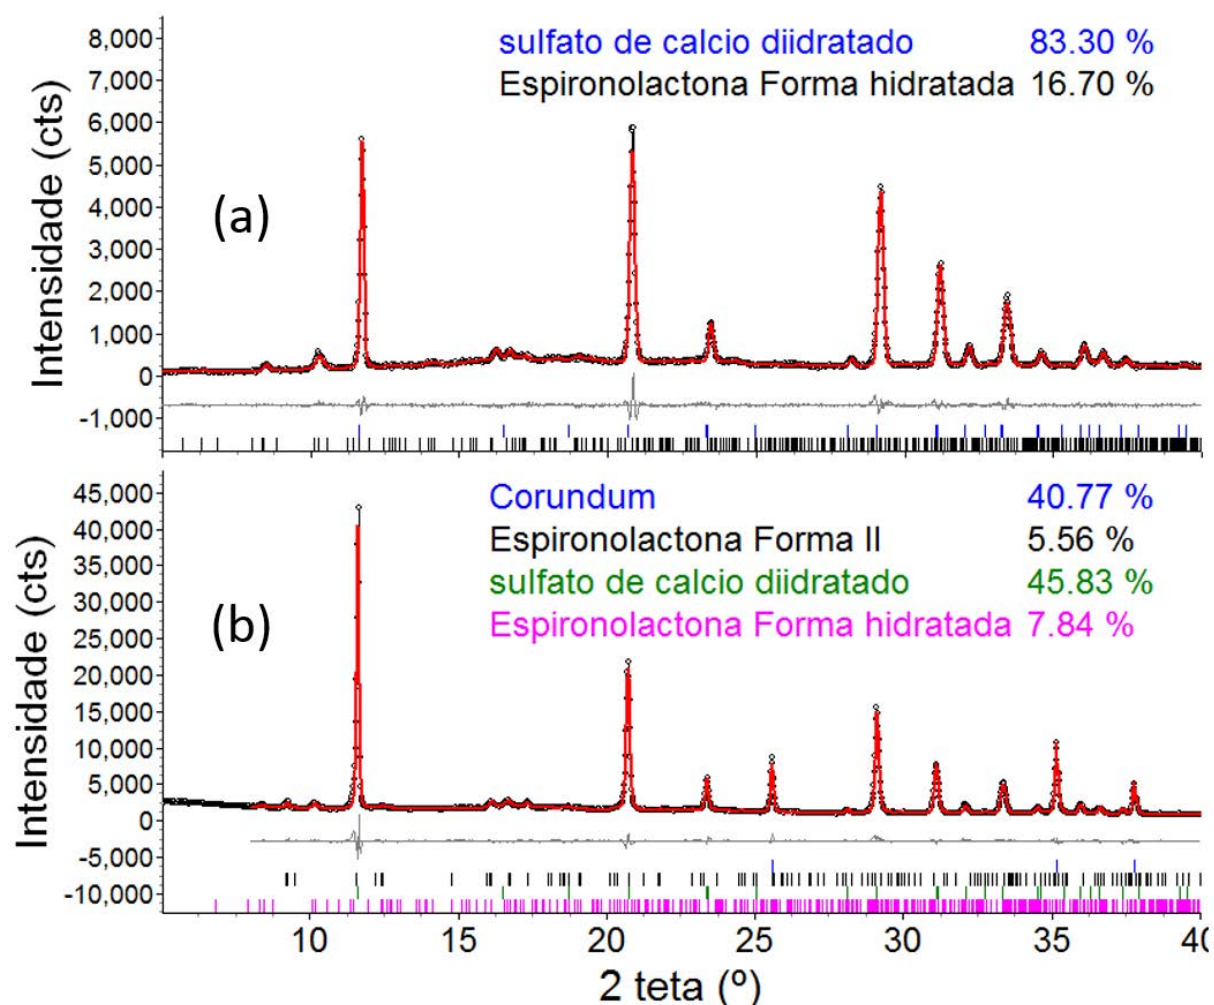 8,000
7,000
6,000
5,000
4,000
3,000
2,000
1,000
0
-1,000
Intensidade (cts)
(a)
sulfato de calcio diidratado 83.30 %
Espironolactona Forma hidratada 16.70 %
45,000
40,000
35,000
30,000
25,000
20,000
15,000
10,000
5,000
0
-5,000
-10,000
Intensidade (cts)
(b)
Corundum 40.77 %
Espironolactona Forma II 5.56 %
sulfato de calcio diidratado 45.83 %
Espironolactona Forma hidratada 7.84 %
10 15 20 25 30 35 40
2 teta (º)